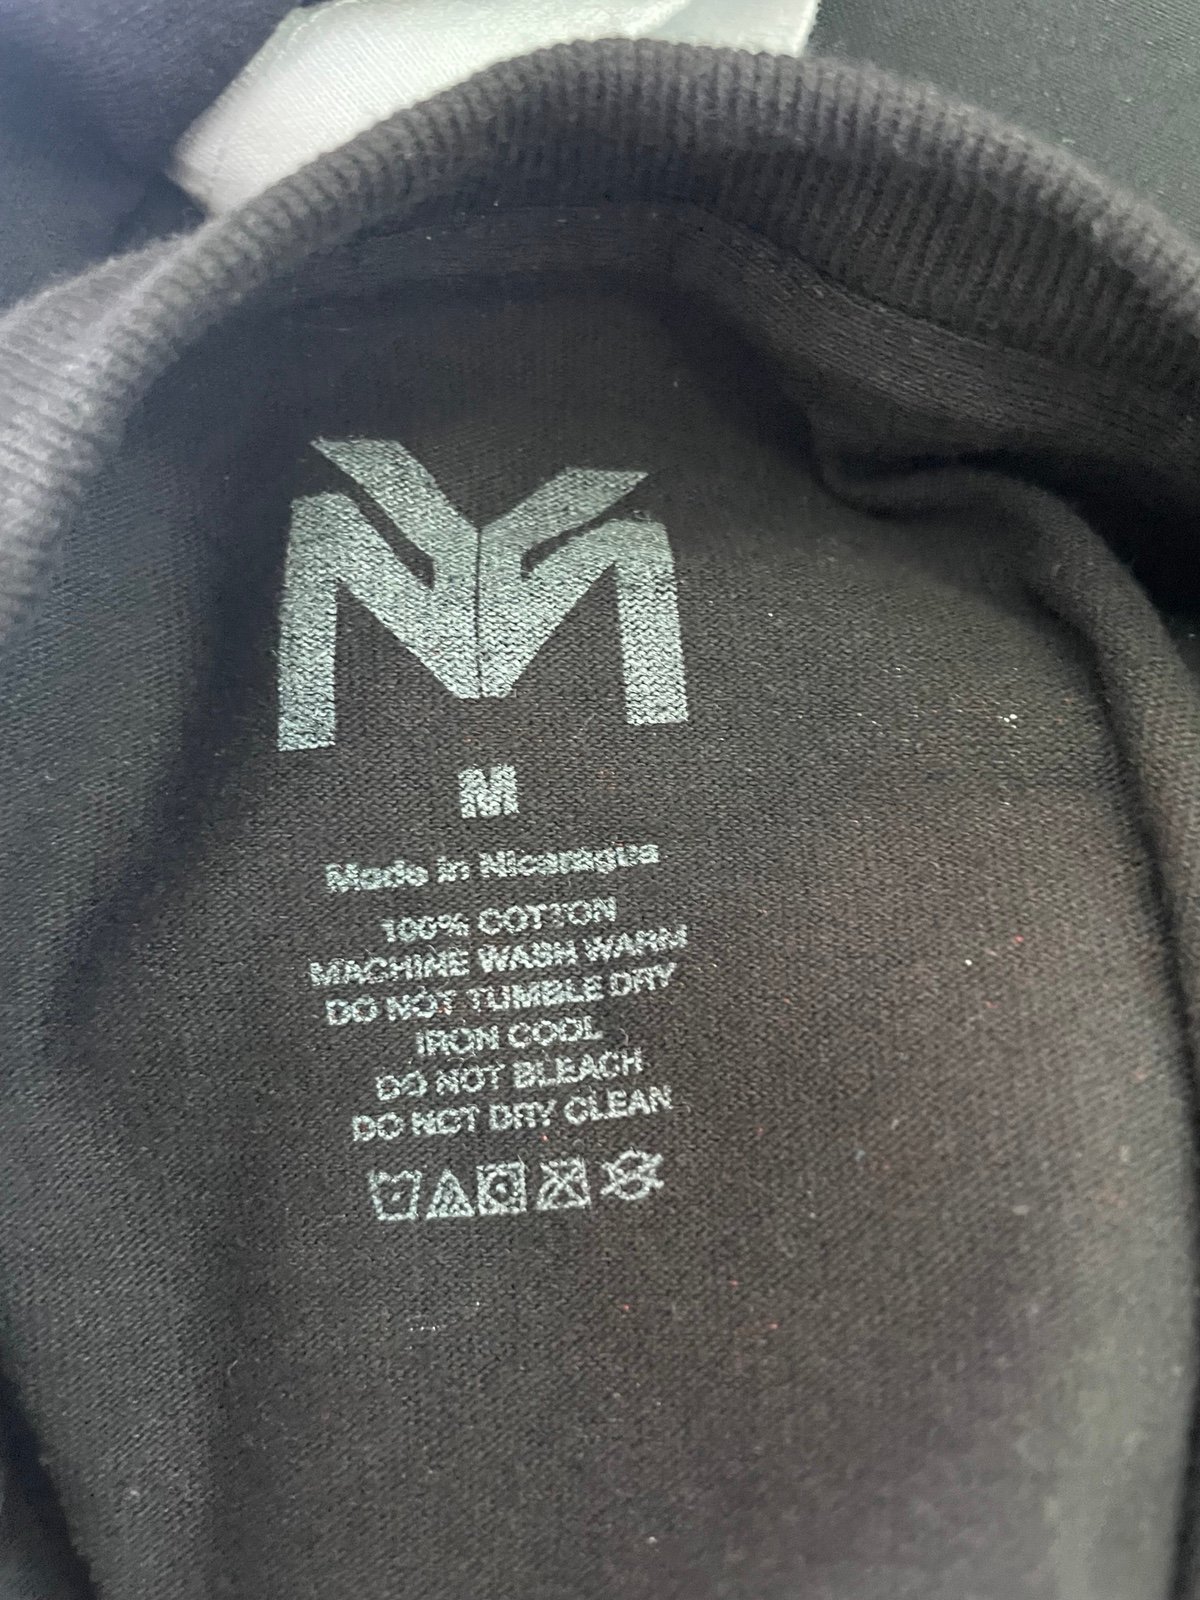 M
Made in Nicaragua
100% COTTON
MACHINE WASH WARM
DO NOT TUMBLE DRY
IRON COOL
DO NOT BLEACH
DO NOT DRY CLEAN